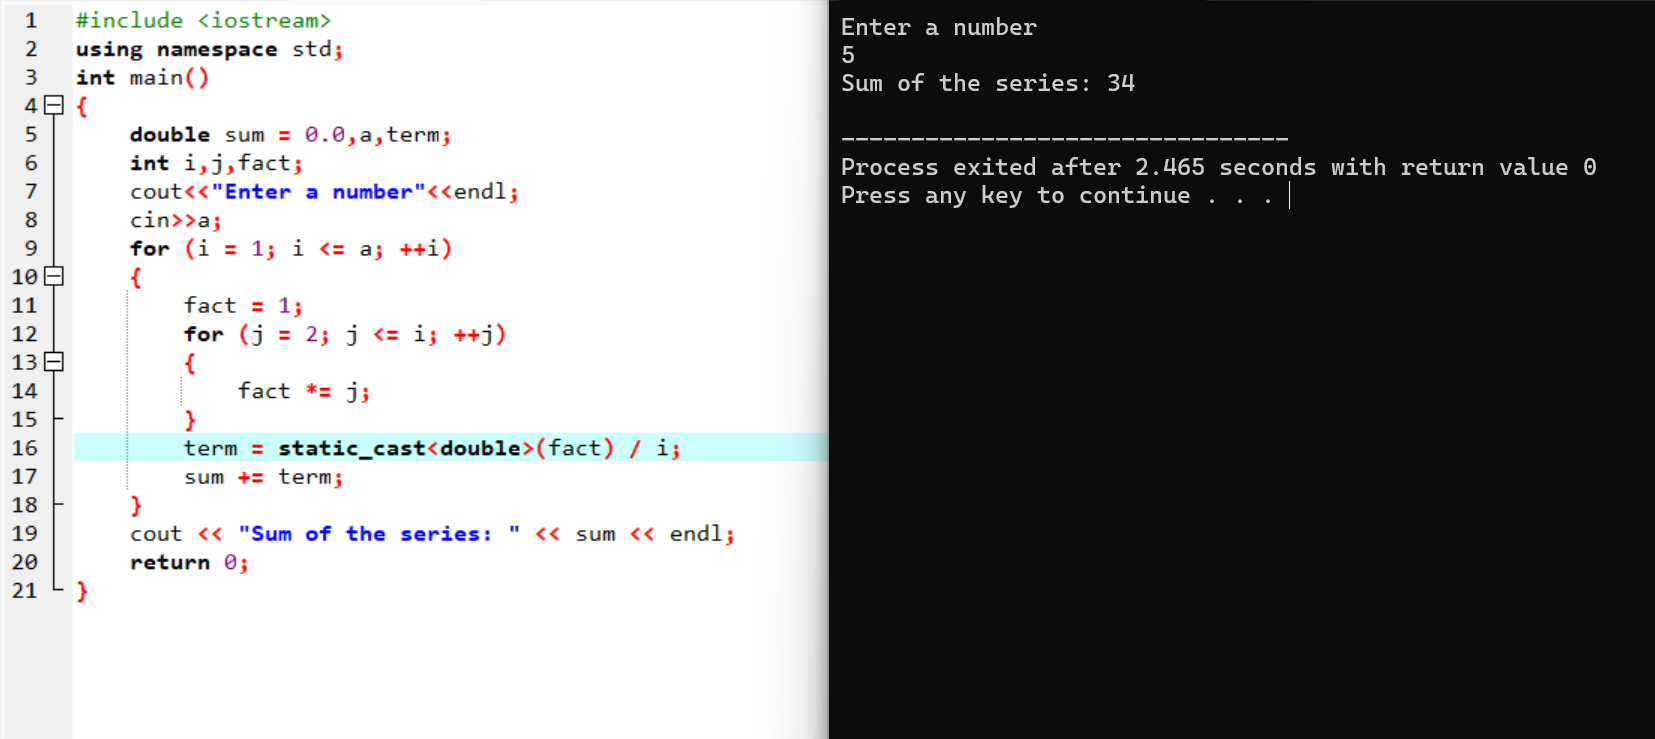 1 #include <iostream>
2 using namespace std;
3 int main()
4 {
5 double sum = 0.0,a,term;
6 int i,j,fact;
7 cout<<"Enter a number"<<endl;
8 cin>>a;
9 for (i = 1; i <= a; ++i)
10 {
11 fact = 1;
12 for (j = 2; j <= i; ++j)
13 {
14 fact *= j;
15 }
16 term = static_cast<double>(fact) / i;
17 sum += term;
18 }
19 cout << "Sum of the series: " << sum << endl;
20 return 0;
21 }
Enter a number
5
Sum of the series: 34
--------------------------------
Process exited after 2.465 seconds with return value 0
Press any key to continue . . .